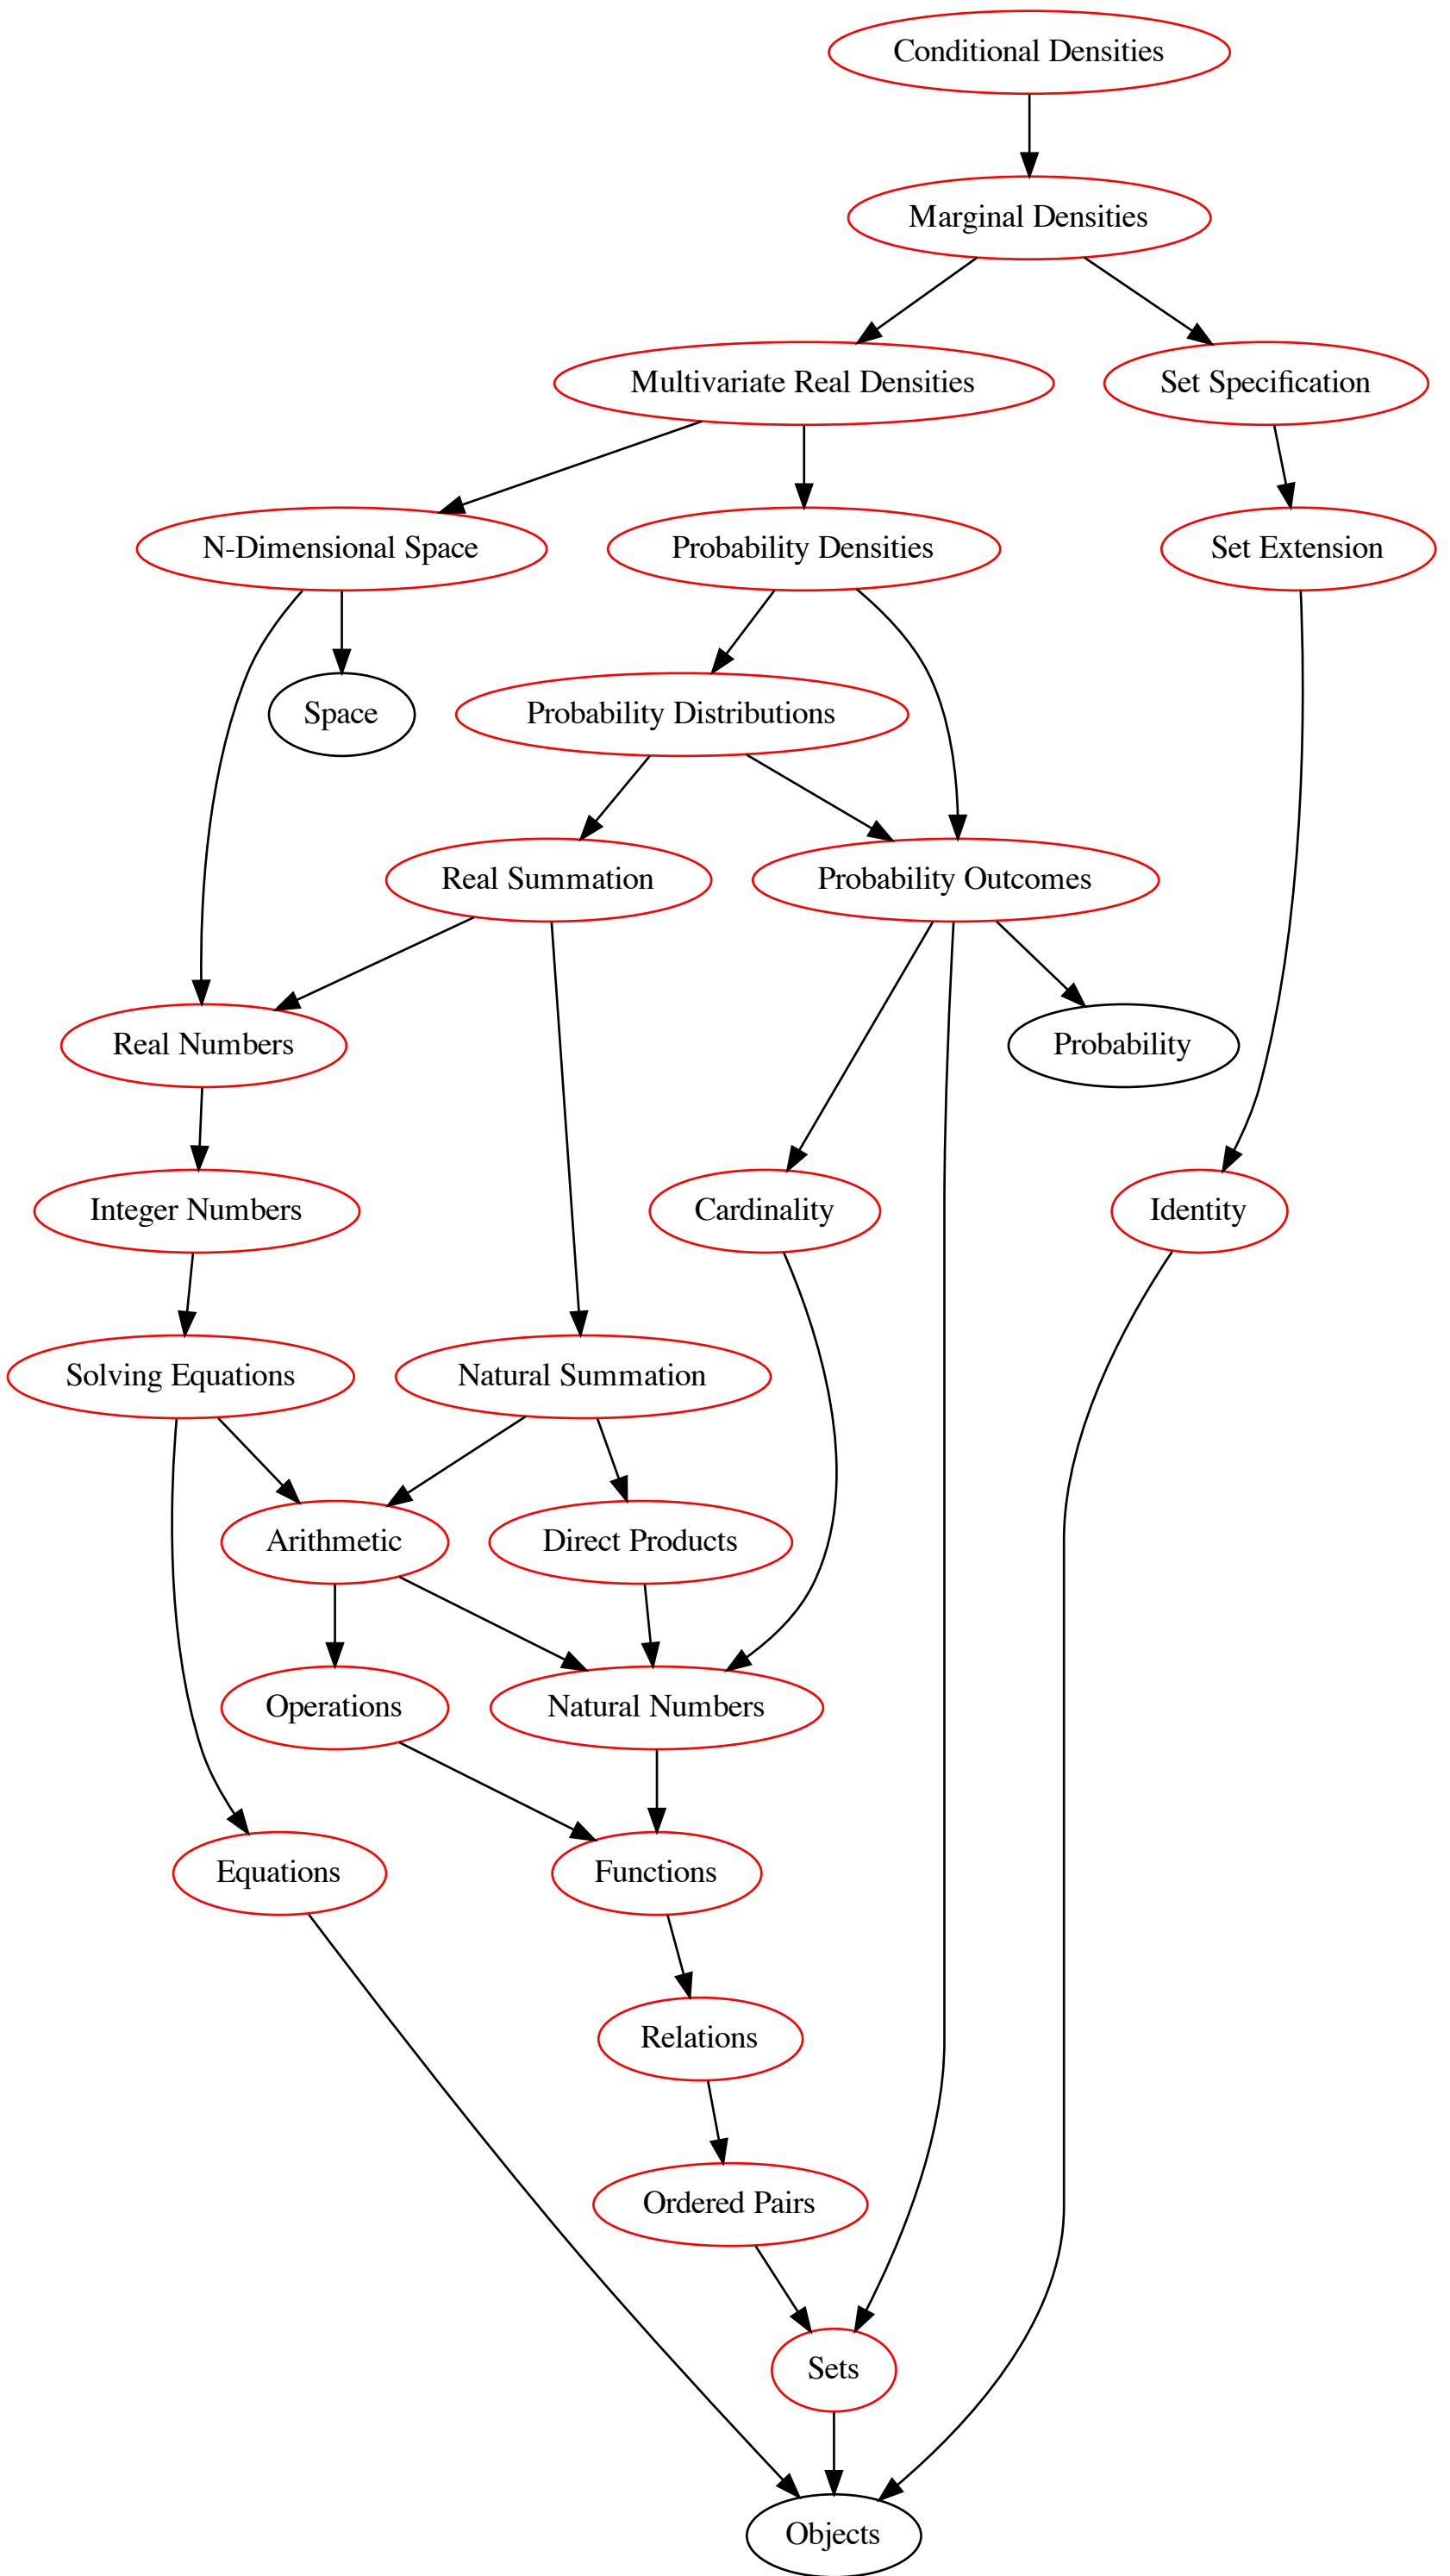 Conditional Densities
Marginal Densities
Multivariate Real Densities
Set Specification
N-Dimensional Space
Probability Densities
Set Extension
Space
Probability Distributions
Real Summation
Probability Outcomes
Real Numbers
Probability
Integer Numbers
Cardinality
Identity
Solving Equations
Natural Summation
Arithmetic
Direct Products
Operations
Natural Numbers
Equations
Functions
Relations
Ordered Pairs
Sets
Objects